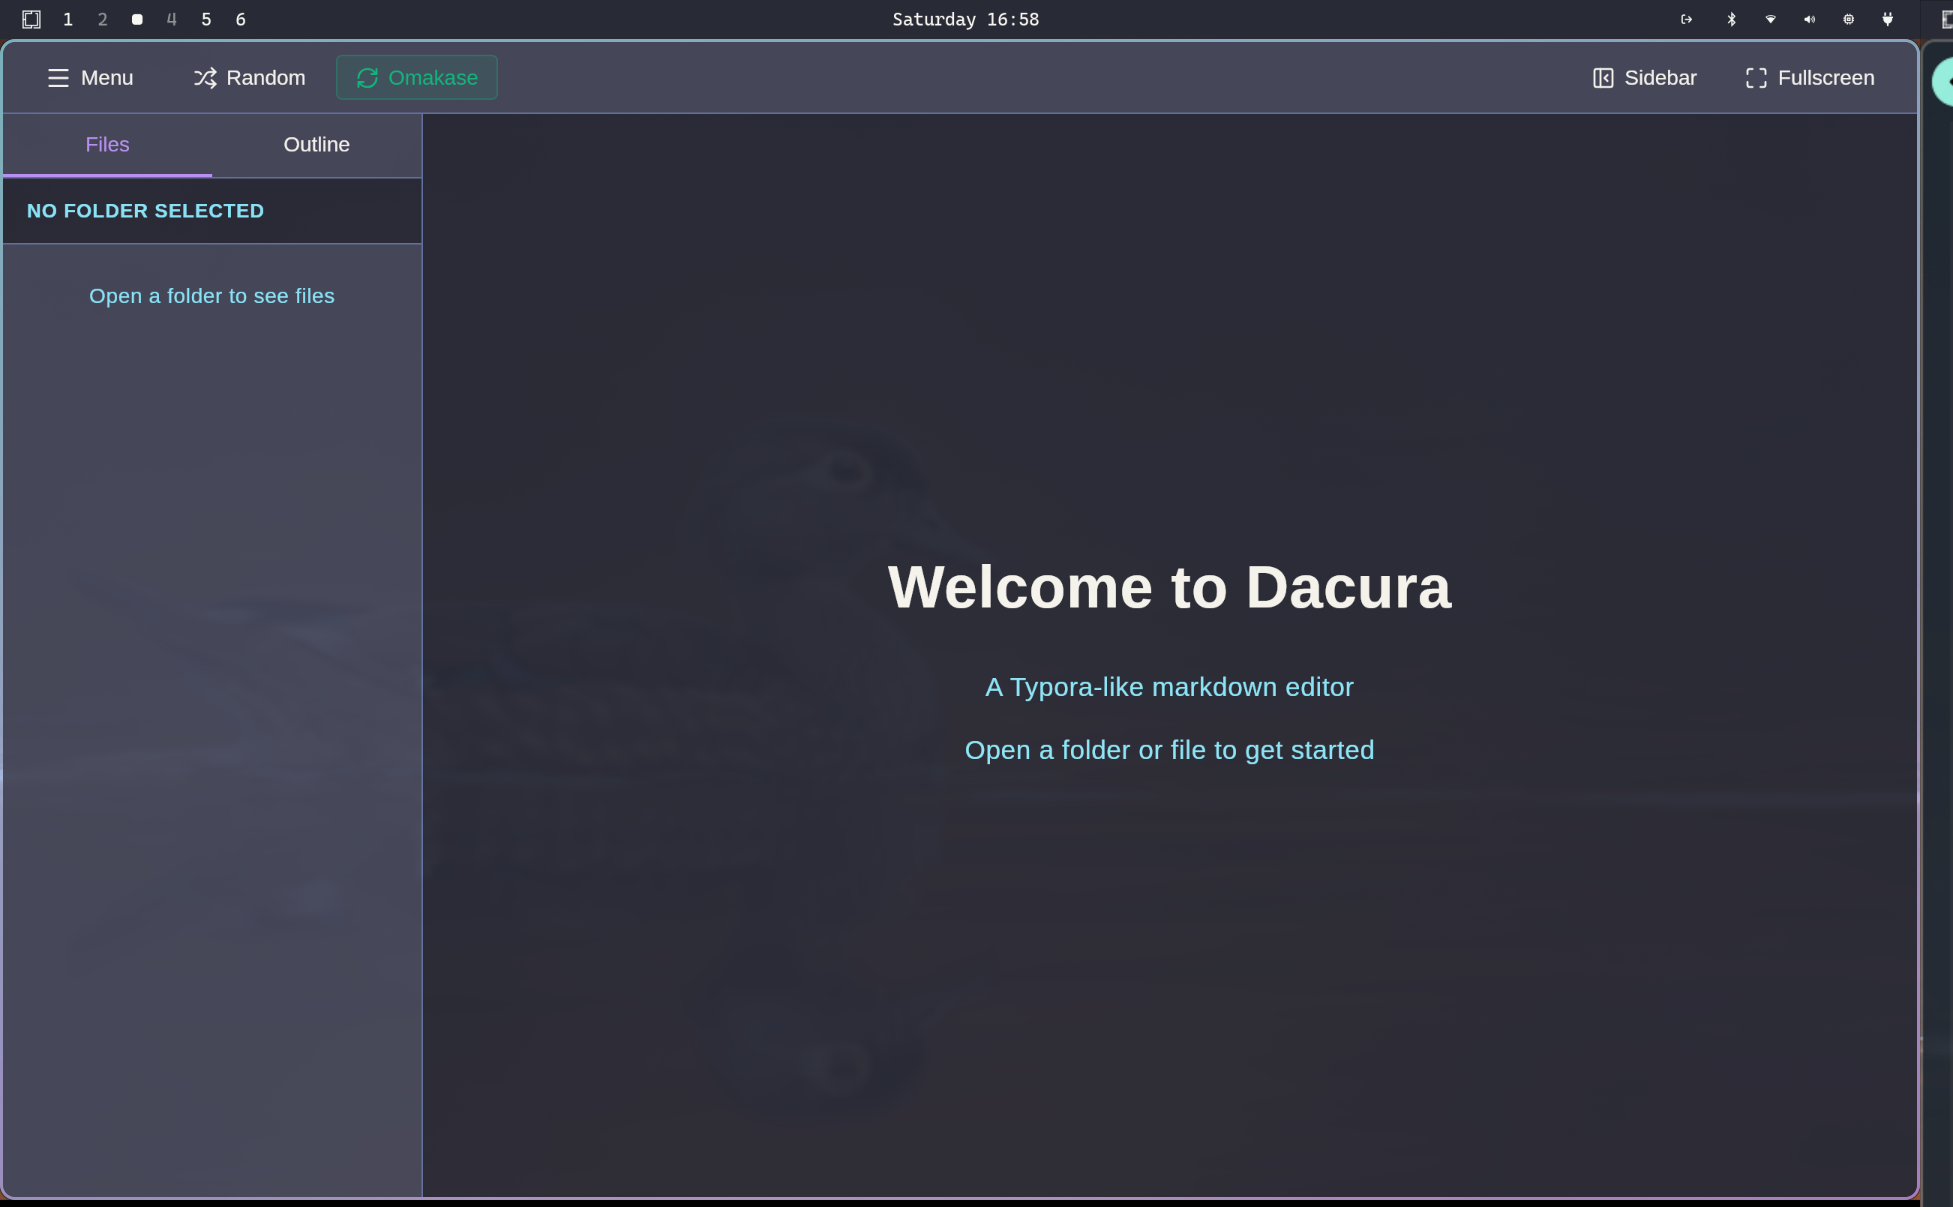 1 2 4 5 6 Saturday 16:58
Menu Random Omakase Sidebar Fullscreen
Files Outline
NO FOLDER SELECTED
Open a folder to see files
Welcome to Dacura
A Typora-like markdown editor
Open a folder or file to get started